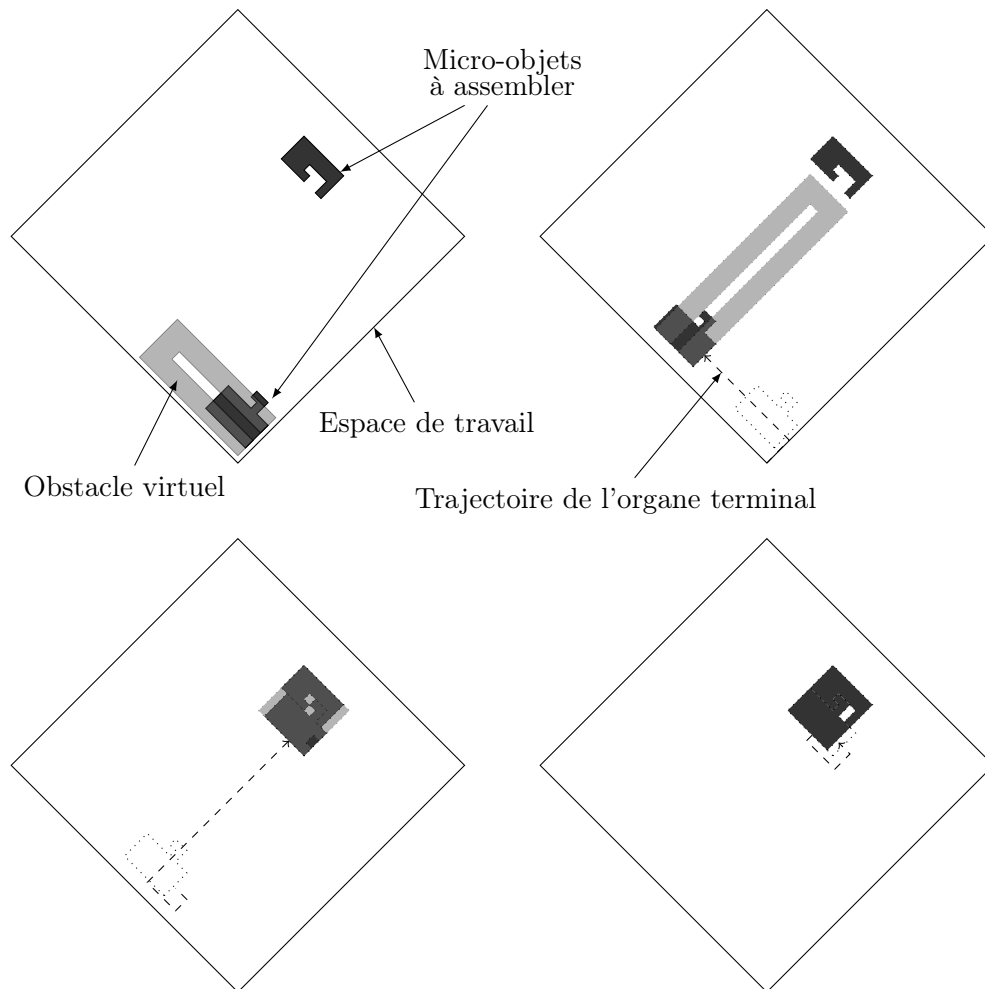 Micro-objets
à assembler
Espace de travail
Obstacle virtuel
Trajectoire de l'organe terminal